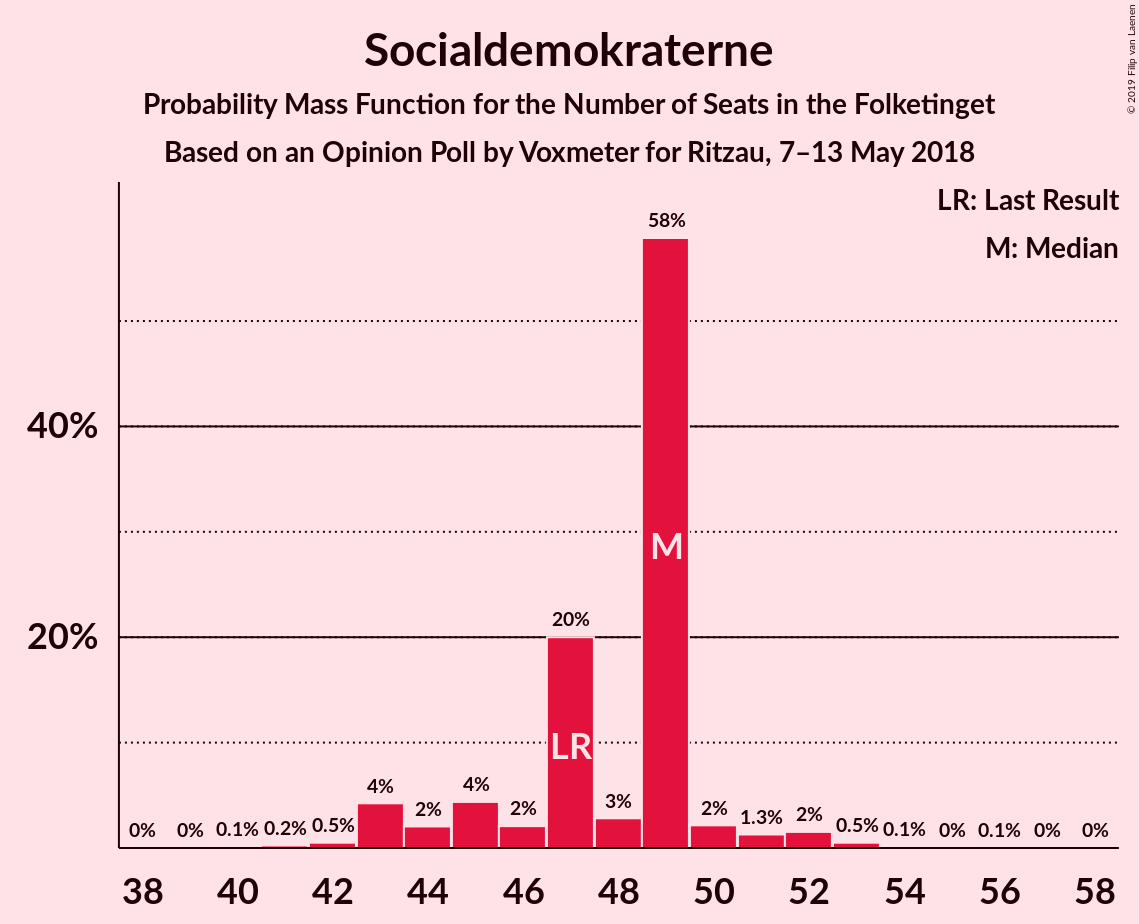 Socialdemokraterne
Probability Mass Function for the Number of Seats in the Folketinget
Based on an Opinion Poll by Voxmeter for Ritzau, 7–13 May 2018
© 2019 Filip van Laenen
LR: Last Result
M: Median
58%
40%
M
20%
20%
LR
0% 0% 0.1% 0.2% 0.5% 4% 2% 4% 2% 3% 2% 1.3% 2% 0.5% 0.1% 0% 0.1% 0% 0%
38 40 42 44 46 48 50 52 54 56 58